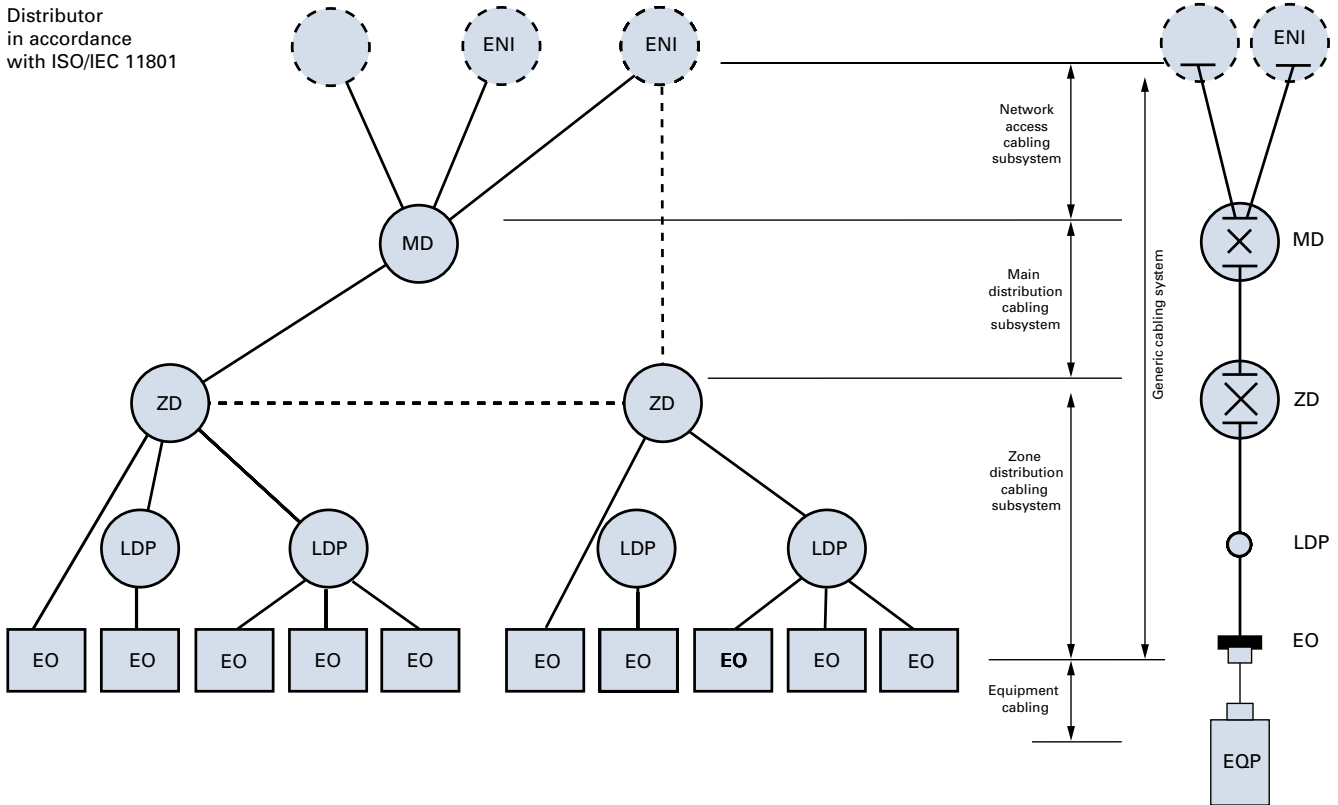 Distributor
in accordance
with ISO/IEC 11801
ENI
ENI
ENI
Network
access
cabling
subsystem
MD
MD
Main
distribution
cabling
subsystem
Generic cabling system
ZD
ZD
ZD
Zone
distribution
cabling
subsystem
LDP
LDP
LDP
LDP
LDP
EO
EO
EO
EO
EO
EO
EO
EO
EO
EO
EO
Equipment
cabling
EQP